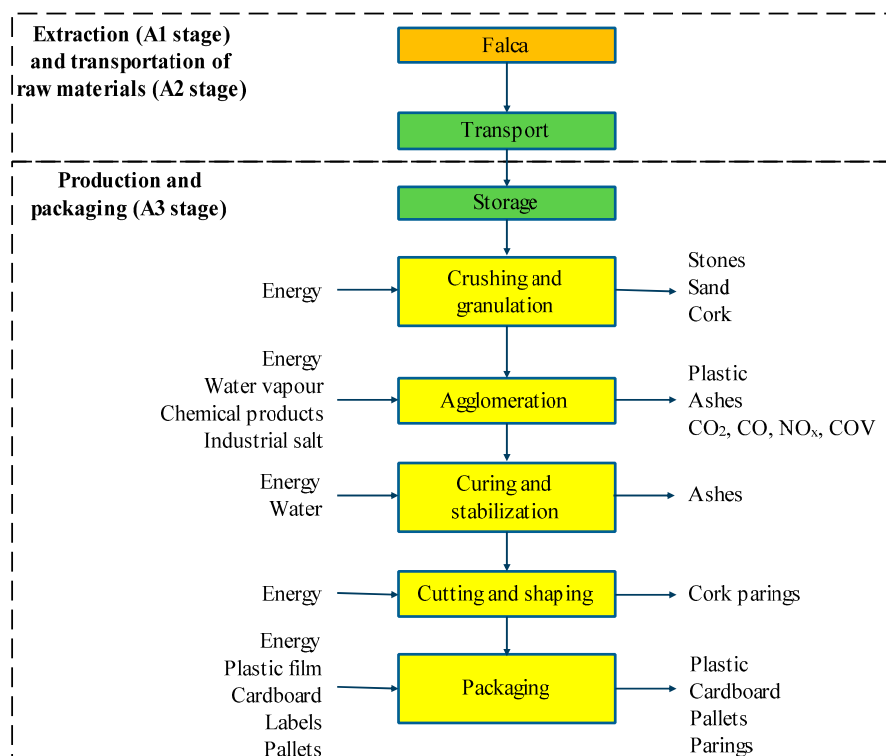 Extraction (A1 stage)
and transportation of
raw materials (A2 stage)
Falca
Transport
Production and
packaging (A3 stage)
Storage
Energy
Crushing and
granulation
Stones
Sand
Cork
Energy
Water vapour
Chemical products
Industrial salt
Agglomeration
Plastic
Ashes
CO₂, CO, NOₓ, COV
Energy
Water
Curing and
stabilization
Ashes
Energy
Cutting and shaping
Cork parings
Energy
Plastic film
Cardboard
Labels
Pallets
Packaging
Plastic
Cardboard
Pallets
Parings